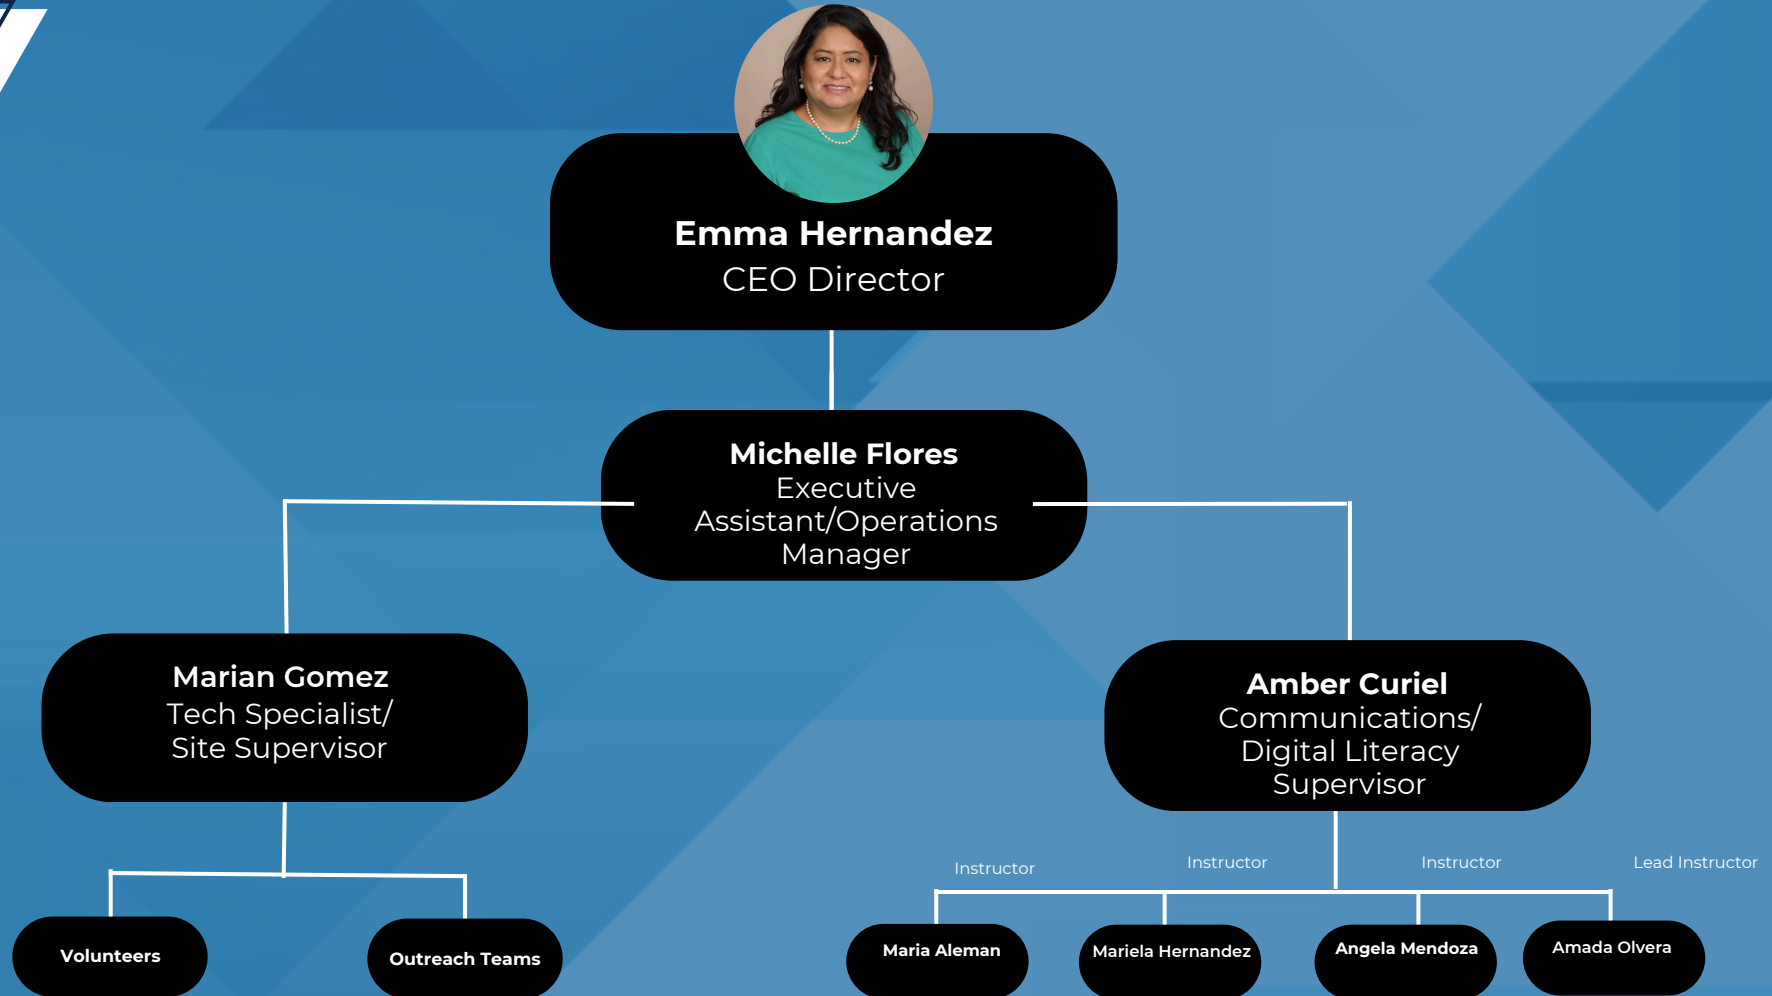 Emma Hernandez
CEO Director
Michelle Flores
Executive
Assistant/Operations
Manager
Marian Gomez
Tech Specialist/
Site Supervisor
Amber Curiel
Communications/
Digital Literacy
Supervisor
Instructor
Instructor
Instructor
Lead Instructor
Volunteers
Outreach Teams
Maria Aleman
Mariela Hernandez
Angela Mendoza
Amada Olvera